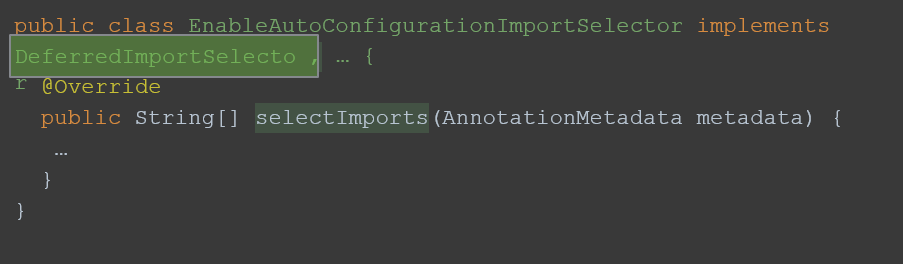 public class EnableAutoConfigurationImportSelector implements
DeferredImportSelecto , … {
r @Override
public String[] selectImports(AnnotationMetadata metadata) {
…
}
}